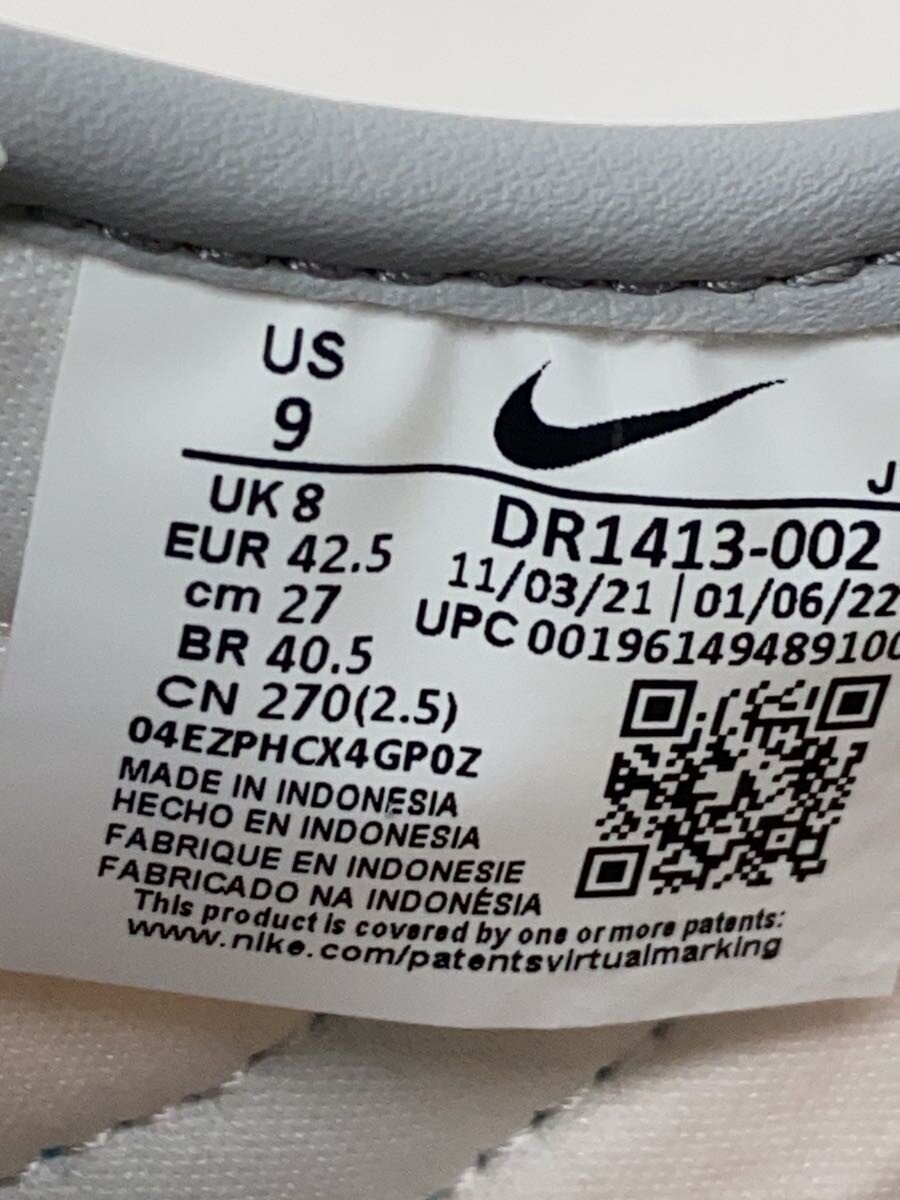 US
9
UK 8
EUR 42.5
cm 27
BR 40.5
CN 270(2.5)
04EZPHCX4GP0Z
MADE IN INDONESIA
HECHO EN INDONESIA
FABRIQUE EN INDONESIE
FABRICADO NA INDONÉSIA
This product is covered by one or more patents:
www.nike.com/patentsvirtualmarking
J
DR1413-002
11/03/21 | 01/06/22
UPC 00196149489100